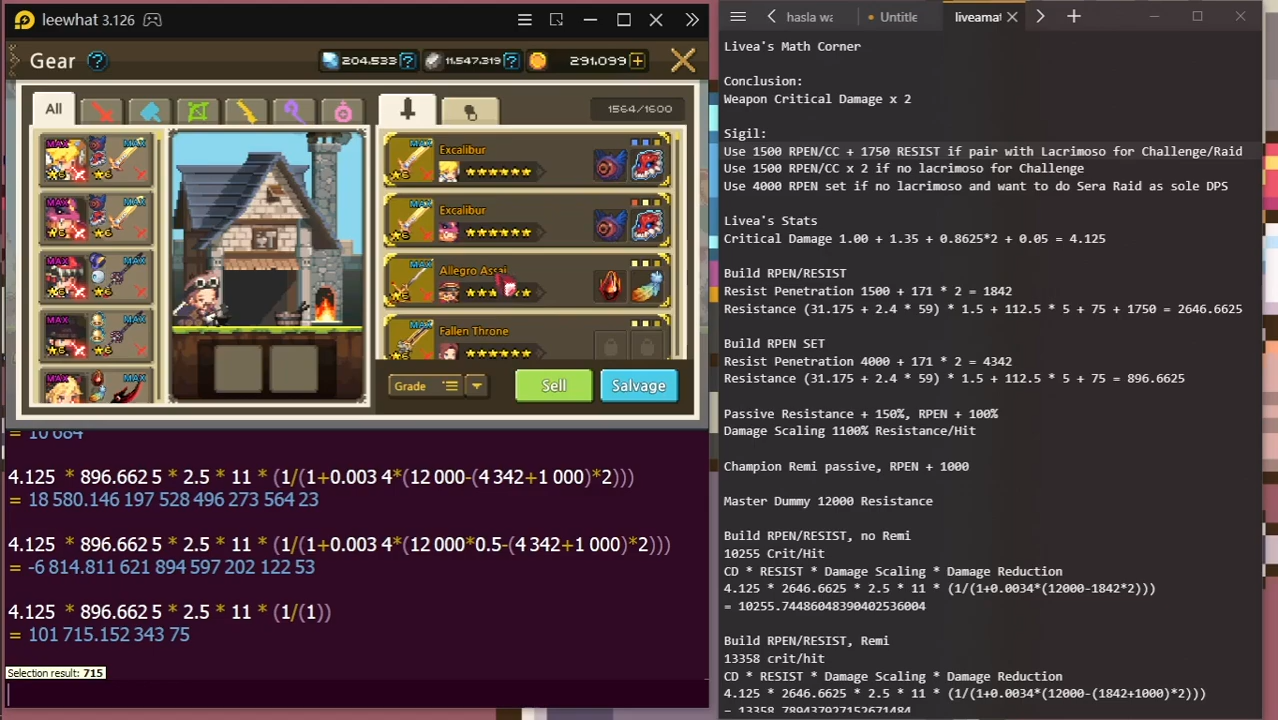 leewhat 3.126
Gear
204.533
11.547.319
291.099
All
1564/1600
MAX MAX
Excalibur
Excalibur
Allegro Assai
Fallen Throne
Grade
Sell
Salvage
= 10 684
4.125 * 896.662 5 * 2.5 * 11 * (1/(1+0.003 4*(12 000-(4 342+1 000)*2)))
= 18 580.146 197 528 496 273 564 23
4.125 * 896.662 5 * 2.5 * 11 * (1/(1+0.003 4*(12 000*0.5-(4 342+1 000)*2)))
= -6 814.811 621 894 597 202 122 53
4.125 * 896.662 5 * 2.5 * 11 * (1/(1))
= 101 715.152 343 75
Selection result: 715
hasla wa
Untitle
liveamat
Livea's Math Corner
Conclusion:
Weapon Critical Damage x 2
Sigil:
Use 1500 RPEN/CC + 1750 RESIST if pair with Lacrimoso for Challenge/Raid
Use 1500 RPEN/CC x 2 if no lacrimoso for Challenge
Use 4000 RPEN set if no lacrimoso and want to do Sera Raid as sole DPS
Livea's Stats
Critical Damage 1.00 + 1.35 + 0.8625*2 + 0.05 = 4.125
Build RPEN/RESIST
Resist Penetration 1500 + 171 * 2 = 1842
Resistance (31.175 + 2.4 * 59) * 1.5 + 112.5 * 5 + 75 + 1750 = 2646.6625
Build RPEN SET
Resist Penetration 4000 + 171 * 2 = 4342
Resistance (31.175 + 2.4 * 59) * 1.5 + 112.5 * 5 + 75 = 896.6625
Passive Resistance + 150%, RPEN + 100%
Damage Scaling 1100% Resistance/Hit
Champion Remi passive, RPEN + 1000
Master Dummy 12000 Resistance
Build RPEN/RESIST, no Remi
10255 Crit/Hit
CD * RESIST * Damage Scaling * Damage Reduction
4.125 * 2646.6625 * 2.5 * 11 * (1/(1+0.0034*(12000-1842*2)))
= 10255.74486048390402536004
Build RPEN/RESIST, Remi
13358 crit/hit
CD * RESIST * Damage Scaling * Damage Reduction
4.125 * 2646.6625 * 2.5 * 11 * (1/(1+0.0034*(12000-(1842+1000)*2)))
= 13358.789437927152671484